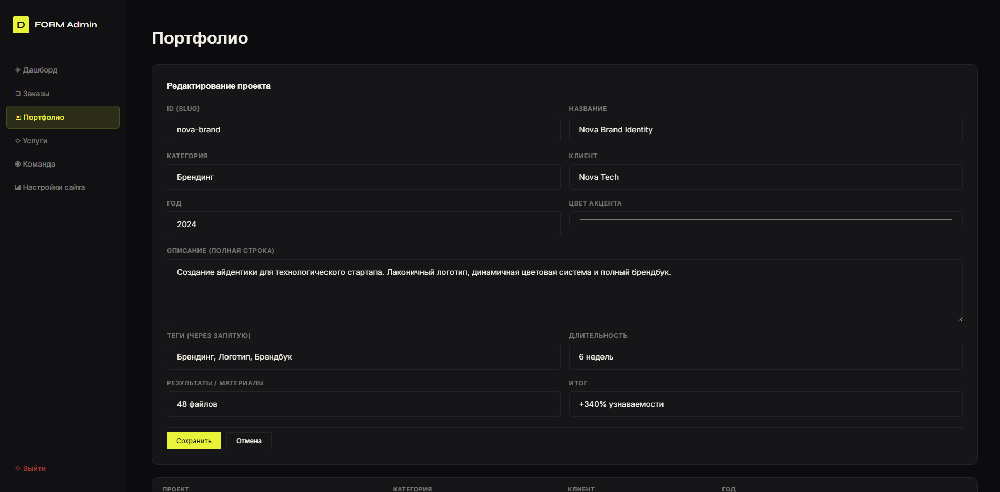 D FORM Admin
Дашборд
Заказы
Портфолио
Услуги
Команда
Настройки сайта
Выйти
Портфолио
Редактирование проекта
ID (SLUG)
НАЗВАНИЕ
nova-brand
Nova Brand Identity
КАТЕГОРИЯ
КЛИЕНТ
Брендинг
Nova Tech
ГОД
ЦВЕТ АКЦЕНТА
2024
ОПИСАНИЕ (ПОЛНАЯ СТРОКА)
Создание айдентики для технологического стартапа. Лаконичный логотип, динамичная цветовая система и полный брендбук.
ТЕГИ (ЧЕРЕЗ ЗАПЯТУЮ)
ДЛИТЕЛЬНОСТЬ
Брендинг, Логотип, Брендбук
6 недель
РЕЗУЛЬТАТЫ / МАТЕРИАЛЫ
ИТОГ
48 файлов
+340% узнаваемости
Сохранить
Отмена
ПРОЕКТ КАТЕГОРИЯ КЛИЕНТ ГОД